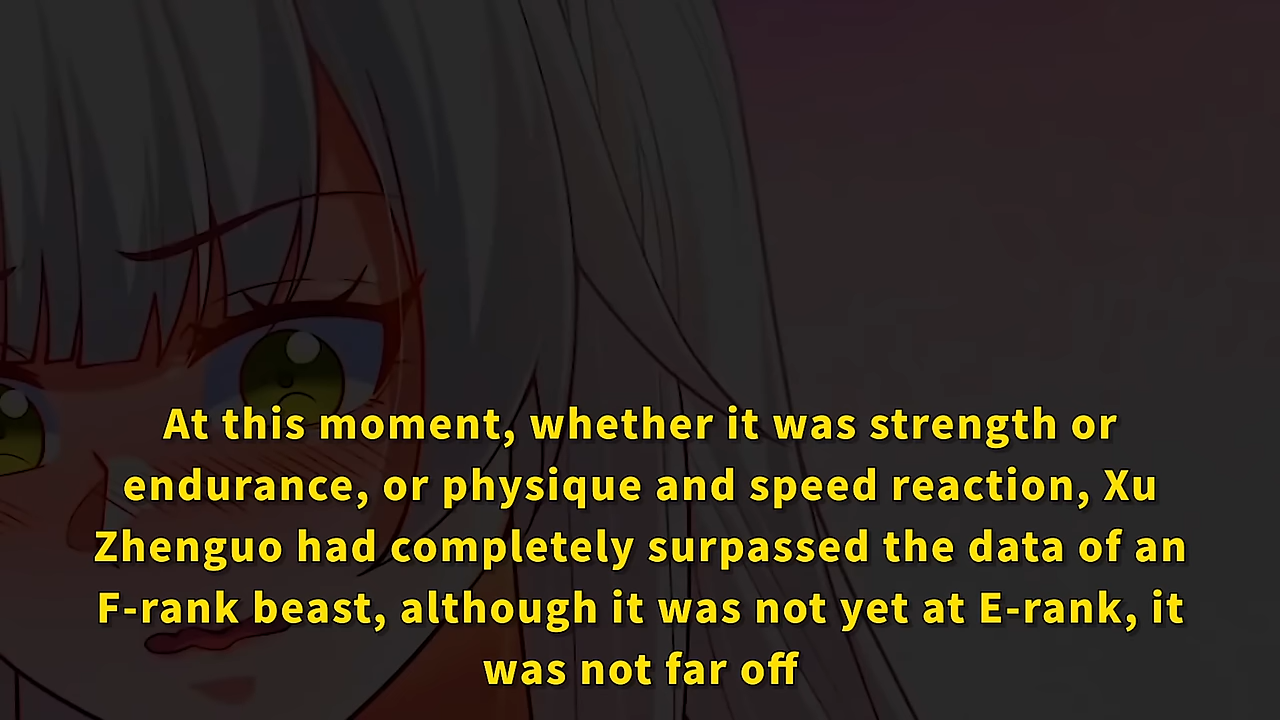 At this moment, whether it was strength or
endurance, or physique and speed reaction, Xu
Zhenguo had completely surpassed the data of an
F-rank beast, although it was not yet at E-rank, it
was not far off